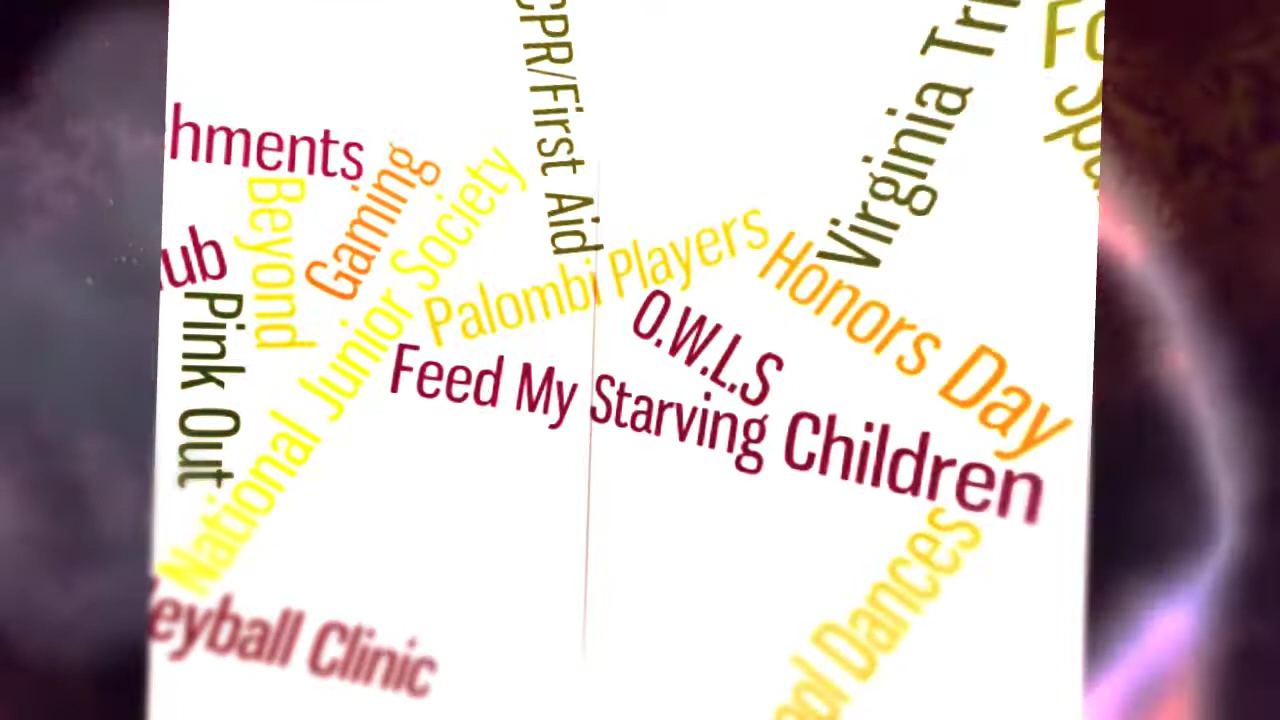 CPR/First Aid
Virginia
hments
Gaming
Beyond
National Junior Society
ub
Pink Out
Palombi Players
Honors Day
O.W.L.S
Feed My Starving Children
eyball Clinic
Dances